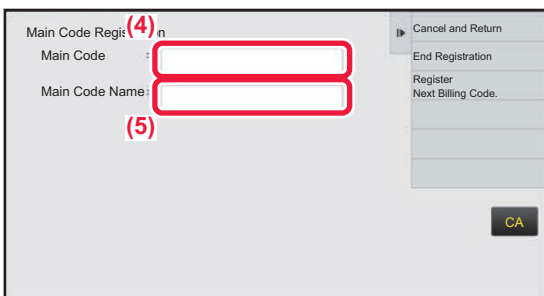 (4)
Main Code Regis on
Cancel and Return
Main Code :
End Registration
Register
Next Billing Code.
Main Code Name:
(5)
CA